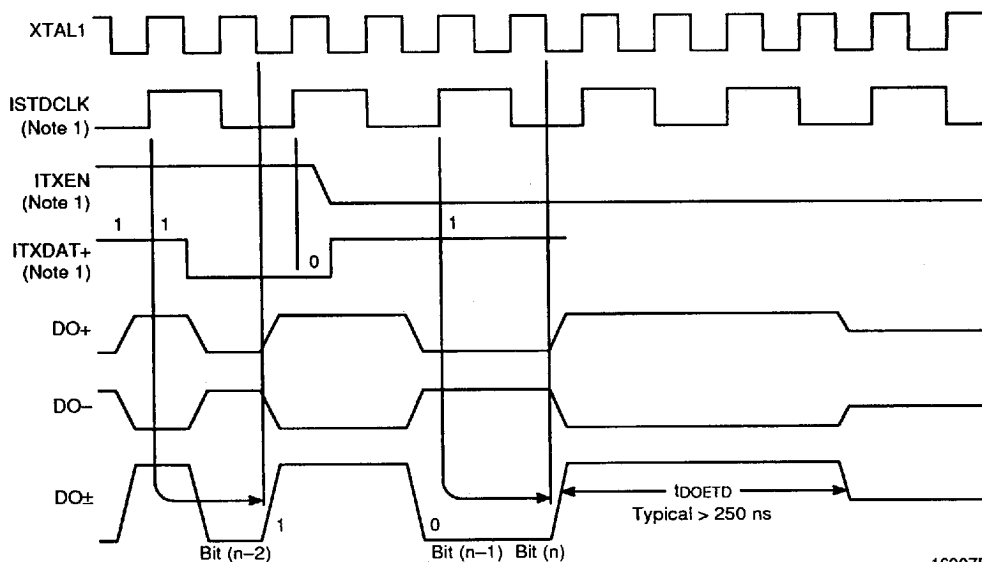 XTAL1
ISTDCLK
(Note 1)
ITXEN
(Note 1)
1 1 1
ITXDAT+
(Note 1)
0
DO+
DO−
DO±
tDOETD
Typical > 250 ns
1 0
Bit (n−2) Bit (n−1) Bit (n)